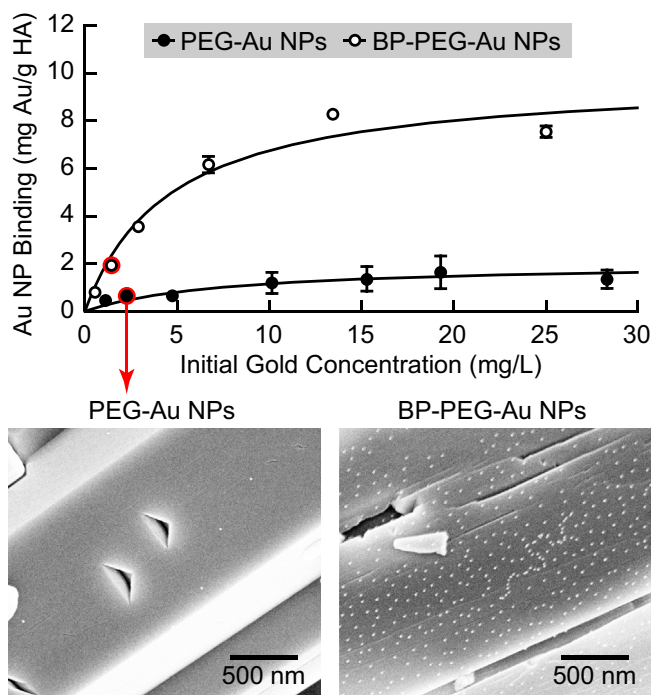 12
10
8
6
4
2
0
Au NP Binding (mg Au/g HA)
PEG-Au NPs BP-PEG-Au NPs
0 5 10 15 20 25 30
Initial Gold Concentration (mg/L)
PEG-Au NPs BP-PEG-Au NPs
500 nm 500 nm